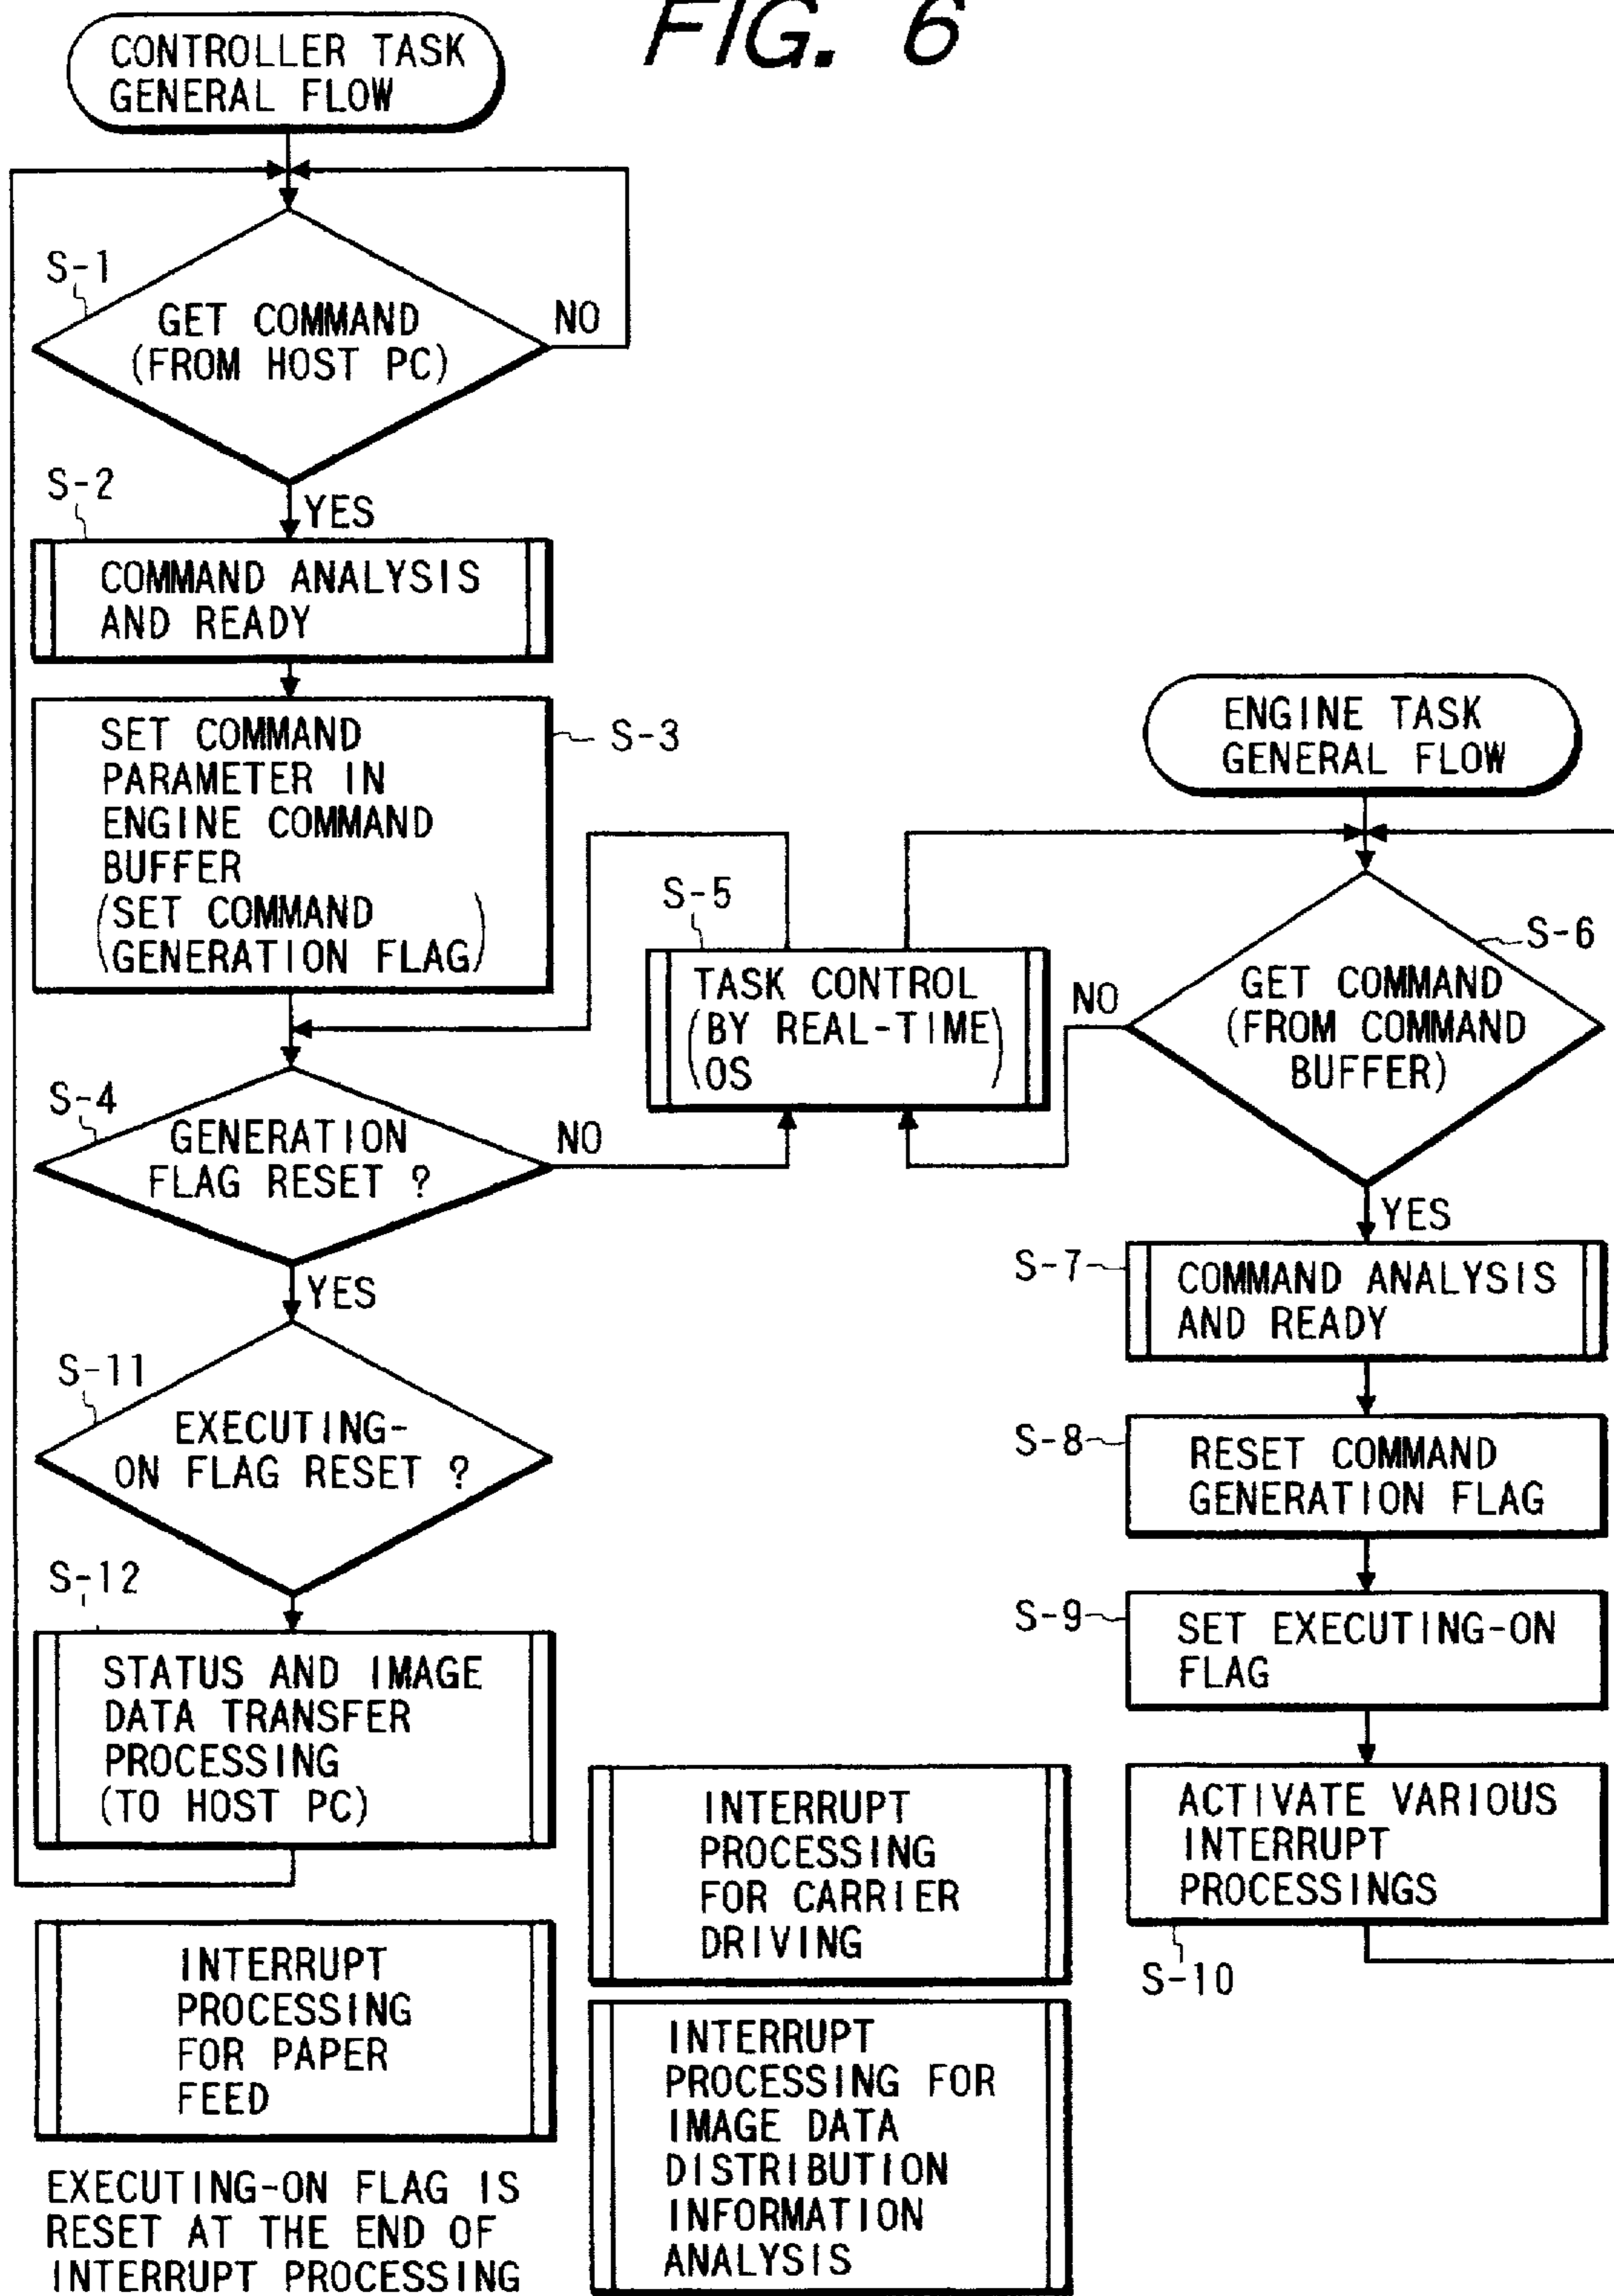 FIG. 6
CONTROLLER TASK
GENERAL FLOW
S-1
GET COMMAND
(FROM HOST PC)
NO
YES
S-2
COMMAND ANALYSIS
AND READY
SET COMMAND
PARAMETER IN
ENGINE COMMAND
BUFFER
(SET COMMAND
GENERATION FLAG)
S-3
S-4
GENERATION
FLAG RESET ?
NO
YES
S-5
TASK CONTROL
(BY REAL-TIME)
OS
S-11
EXECUTING-
ON FLAG RESET ?
S-12
STATUS AND IMAGE
DATA TRANSFER
PROCESSING
(TO HOST PC)
ENGINE TASK
GENERAL FLOW
S-6
GET COMMAND
(FROM COMMAND
BUFFER)
NO
YES
S-7
COMMAND ANALYSIS
AND READY
S-8
RESET COMMAND
GENERATION FLAG
S-9
SET EXECUTING-ON
FLAG
ACTIVATE VARIOUS
INTERRUPT
PROCESSINGS
S-10
INTERRUPT
PROCESSING
FOR CARRIER
DRIVING
INTERRUPT
PROCESSING
FOR PAPER
FEED
INTERRUPT
PROCESSING FOR
IMAGE DATA
DISTRIBUTION
INFORMATION
ANALYSIS
EXECUTING-ON FLAG IS
RESET AT THE END OF
INTERRUPT PROCESSING